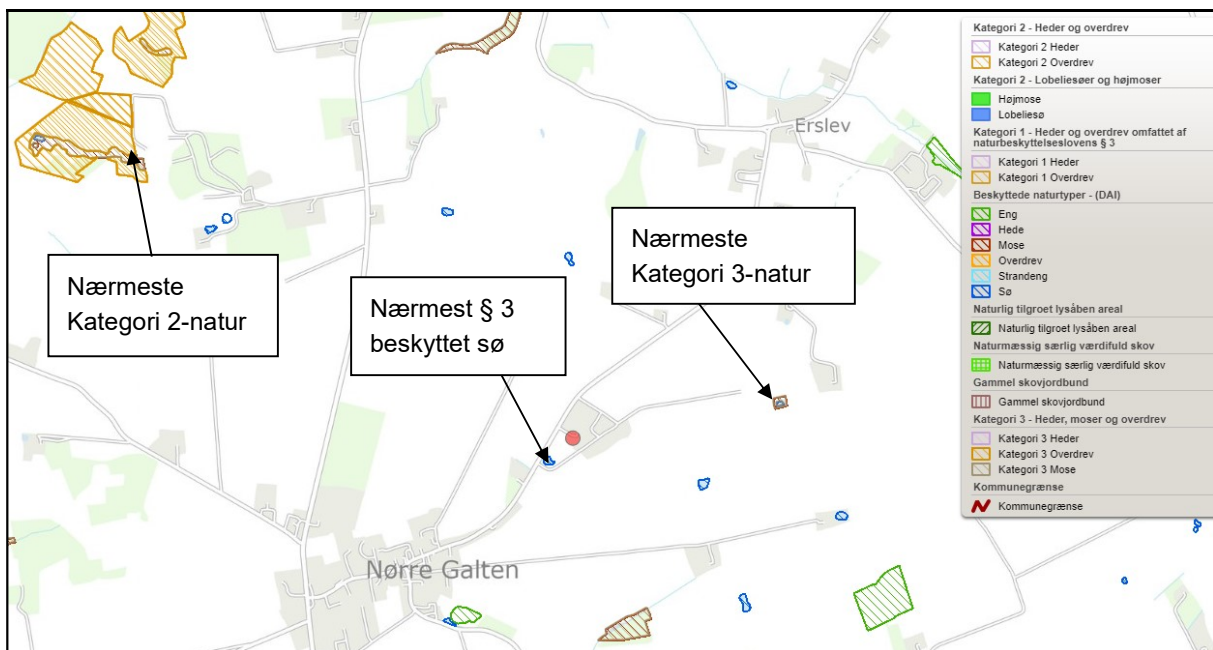 Erslev
Nørre Galten
Nærmeste
Kategori 2-natur
Nærmest § 3
beskyttet sø
Nærmeste
Kategori 3-natur
Kategori 2 - Heder og overdrev
Kategori 2 Heder
Kategori 2 Overdrev
Kategori 2 - Lobeliesøer og højmoser
Højmose
Lobeliesø
Kategori 1 - Heder og overdrev omfattet af
naturbeskyttelseslovens § 3
Kategori 1 Heder
Kategori 1 Overdrev
Beskyttede naturtyper - (DAI)
Eng
Hede
Mose
Overdrev
Strandeng
Sø
Naturlig tilgroet lysåben areal
Naturlig tilgroet lysåben areal
Naturmæssig særlig værdifuld skov
Naturmæssig særlig værdifuld skov
Gammel skovjordbund
Gammel skovjordbund
Kategori 3 - Heder, moser og overdrev
Kategori 3 Heder
Kategori 3 Overdrev
Kategori 3 Mose
Kommunegrænse
Kommunegrænse